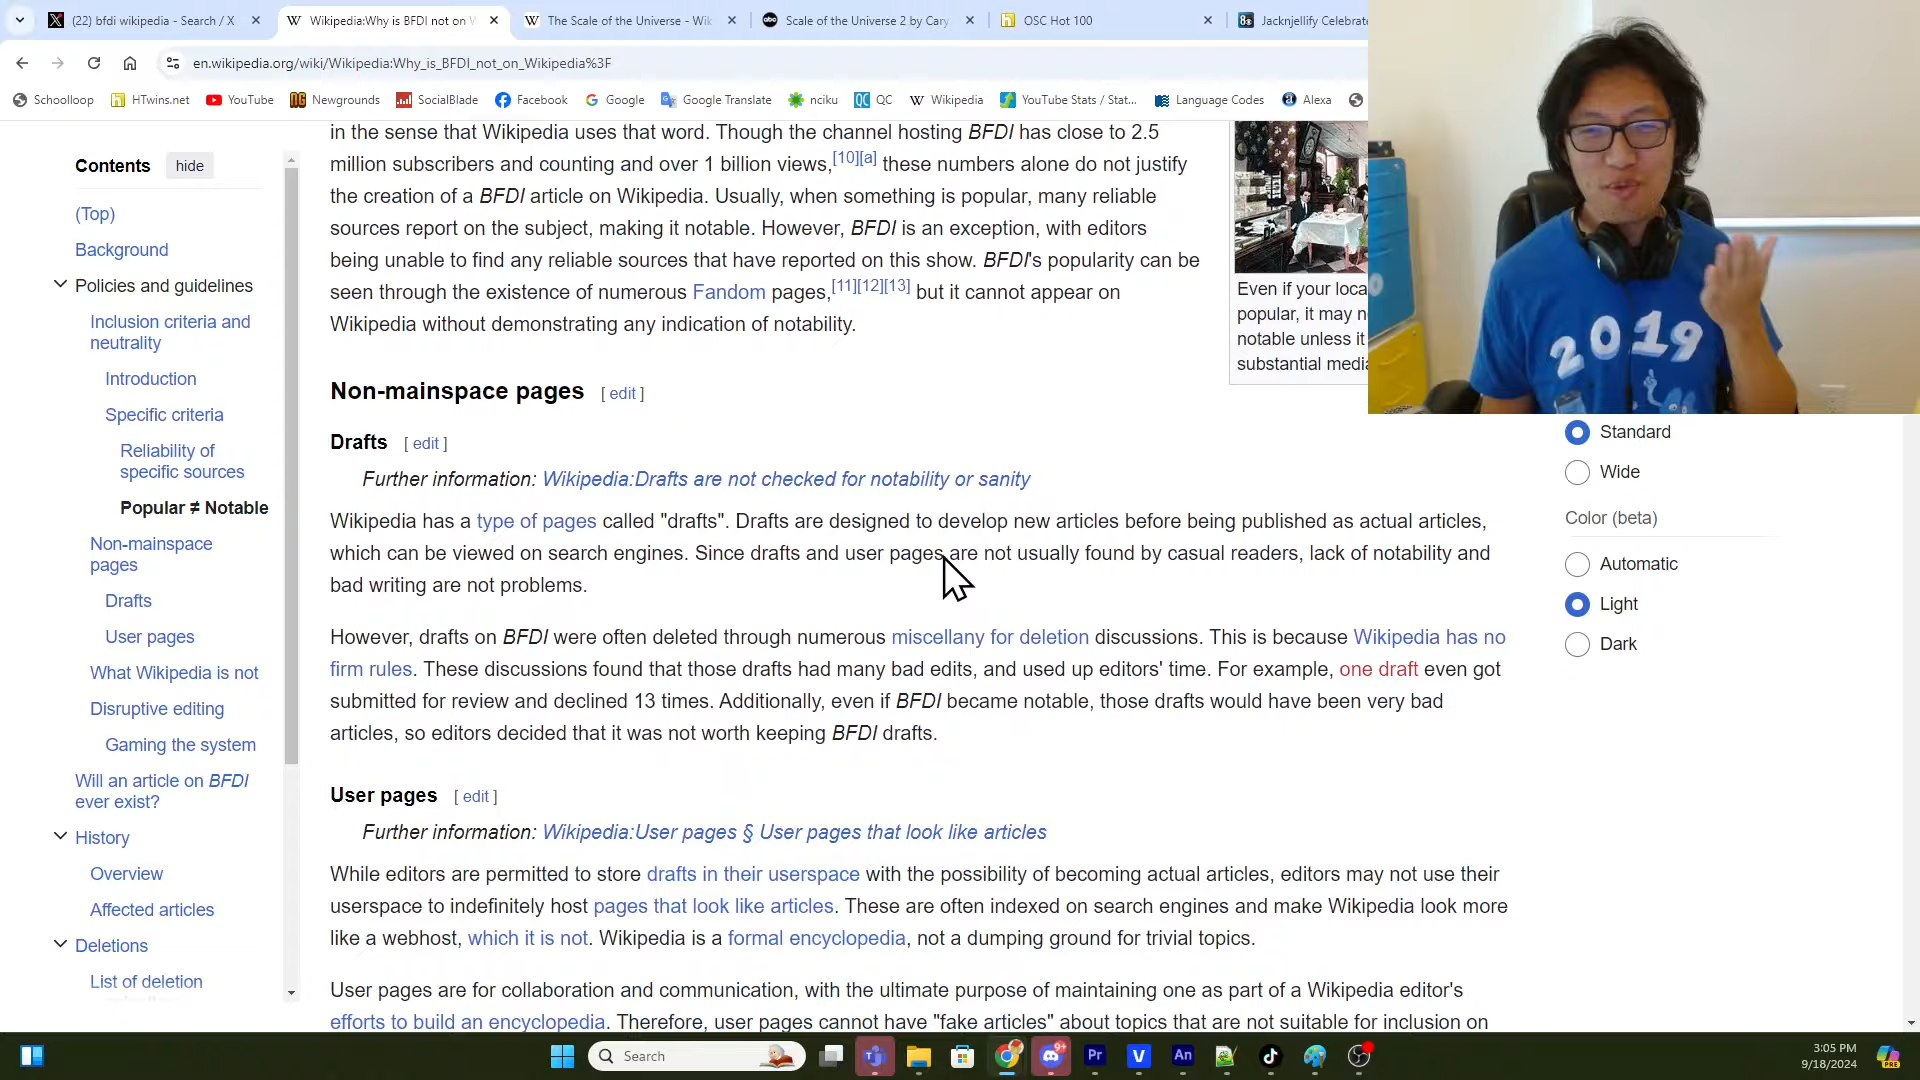 (22) bfdi wikipedia - Search / X
Wikipedia:Why is BFDI not on W
The Scale of the Universe - Wik
Scale of the Universe 2 by Cary
OSC Hot 100
Jacknjellify Celebrate
en.wikipedia.org/wiki/Wikipedia:Why_is_BFDI_not_on_Wikipedia%3F
Schoolloop
HTwins.net
YouTube
Newgrounds
SocialBlade
Facebook
Google
Google Translate
nciku
QC
Wikipedia
YouTube Stats / Stat...
Language Codes
Alexa
Contents
hide
(Top)
Background
Policies and guidelines
Inclusion criteria and
neutrality
Introduction
Specific criteria
Reliability of
specific sources
Popular ≠ Notable
Non-mainspace
pages
Drafts
User pages
What Wikipedia is not
Disruptive editing
Gaming the system
Will an article on BFDI
ever exist?
History
Overview
Affected articles
Deletions
List of deletion
in the sense that Wikipedia uses that word. Though the channel hosting BFDI has close to 2.5
million subscribers and counting and over 1 billion views,[10][a] these numbers alone do not justify
the creation of a BFDI article on Wikipedia. Usually, when something is popular, many reliable
sources report on the subject, making it notable. However, BFDI is an exception, with editors
being unable to find any reliable sources that have reported on this show. BFDI's popularity can be
seen through the existence of numerous Fandom pages,[11][12][13] but it cannot appear on
Wikipedia without demonstrating any indication of notability.
Even if your loca
popular, it may n
notable unless it
substantial media
Non-mainspace pages [ edit ]
Drafts [ edit ]
Further information: Wikipedia:Drafts are not checked for notability or sanity
Wikipedia has a type of pages called "drafts". Drafts are designed to develop new articles before being published as actual articles,
which can be viewed on search engines. Since drafts and user pages are not usually found by casual readers, lack of notability and
bad writing are not problems.
However, drafts on BFDI were often deleted through numerous miscellany for deletion discussions. This is because Wikipedia has no
firm rules. These discussions found that those drafts had many bad edits, and used up editors' time. For example, one draft even got
submitted for review and declined 13 times. Additionally, even if BFDI became notable, those drafts would have been very bad
articles, so editors decided that it was not worth keeping BFDI drafts.
User pages [ edit ]
Further information: Wikipedia:User pages § User pages that look like articles
While editors are permitted to store drafts in their userspace with the possibility of becoming actual articles, editors may not use their
userspace to indefinitely host pages that look like articles. These are often indexed on search engines and make Wikipedia look more
like a webhost, which it is not. Wikipedia is a formal encyclopedia, not a dumping ground for trivial topics.
User pages are for collaboration and communication, with the ultimate purpose of maintaining one as part of a Wikipedia editor's
efforts to build an encyclopedia. Therefore, user pages cannot have "fake articles" about topics that are not suitable for inclusion on
2019
Standard
Wide
Color (beta)
Automatic
Light
Dark
Search
9+
Pr
V
An
3:05 PM
9/18/2024
PRE